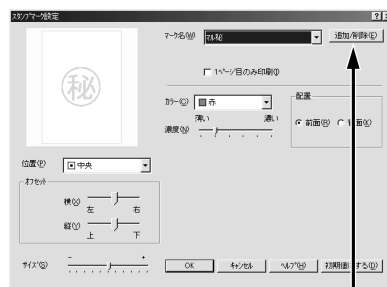 スタンプマーク設定
マーク名(W) マル秘 追加/削除(E)
1ページ目のみ印刷(I)
秘
カラー(C) 赤
薄い 濃い
濃度(N)
配置
前面(R)
位置(P) 中央
オフセット
横(X)
左 右
縦(Y)
上 下
サイズ(S) - +
OK キャンセル ヘルプ(H)